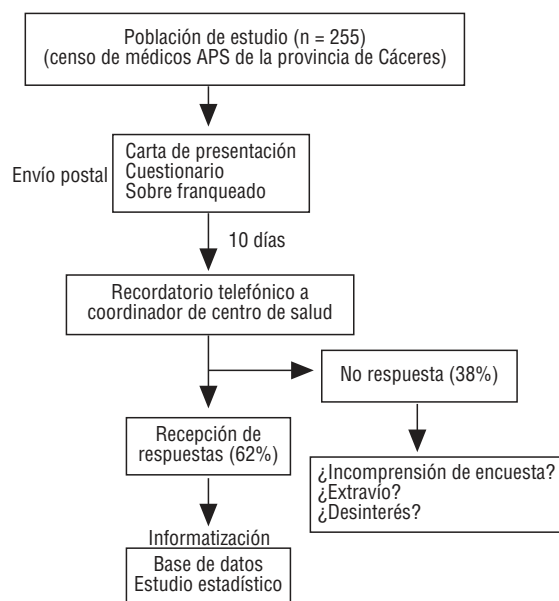 Población de estudio (n = 255)
(censo de médicos APS de la provincia de Cáceres)
Envío postal
Carta de presentación
Cuestionario
Sobre franqueado
10 días
Recordatorio telefónico a
coordinador de centro de salud
No respuesta (38%)
Recepción de
respuestas (62%)
¿Incomprensión de encuesta?
¿Extravío?
¿Desinterés?
Informatización
Base de datos
Estudio estadístico